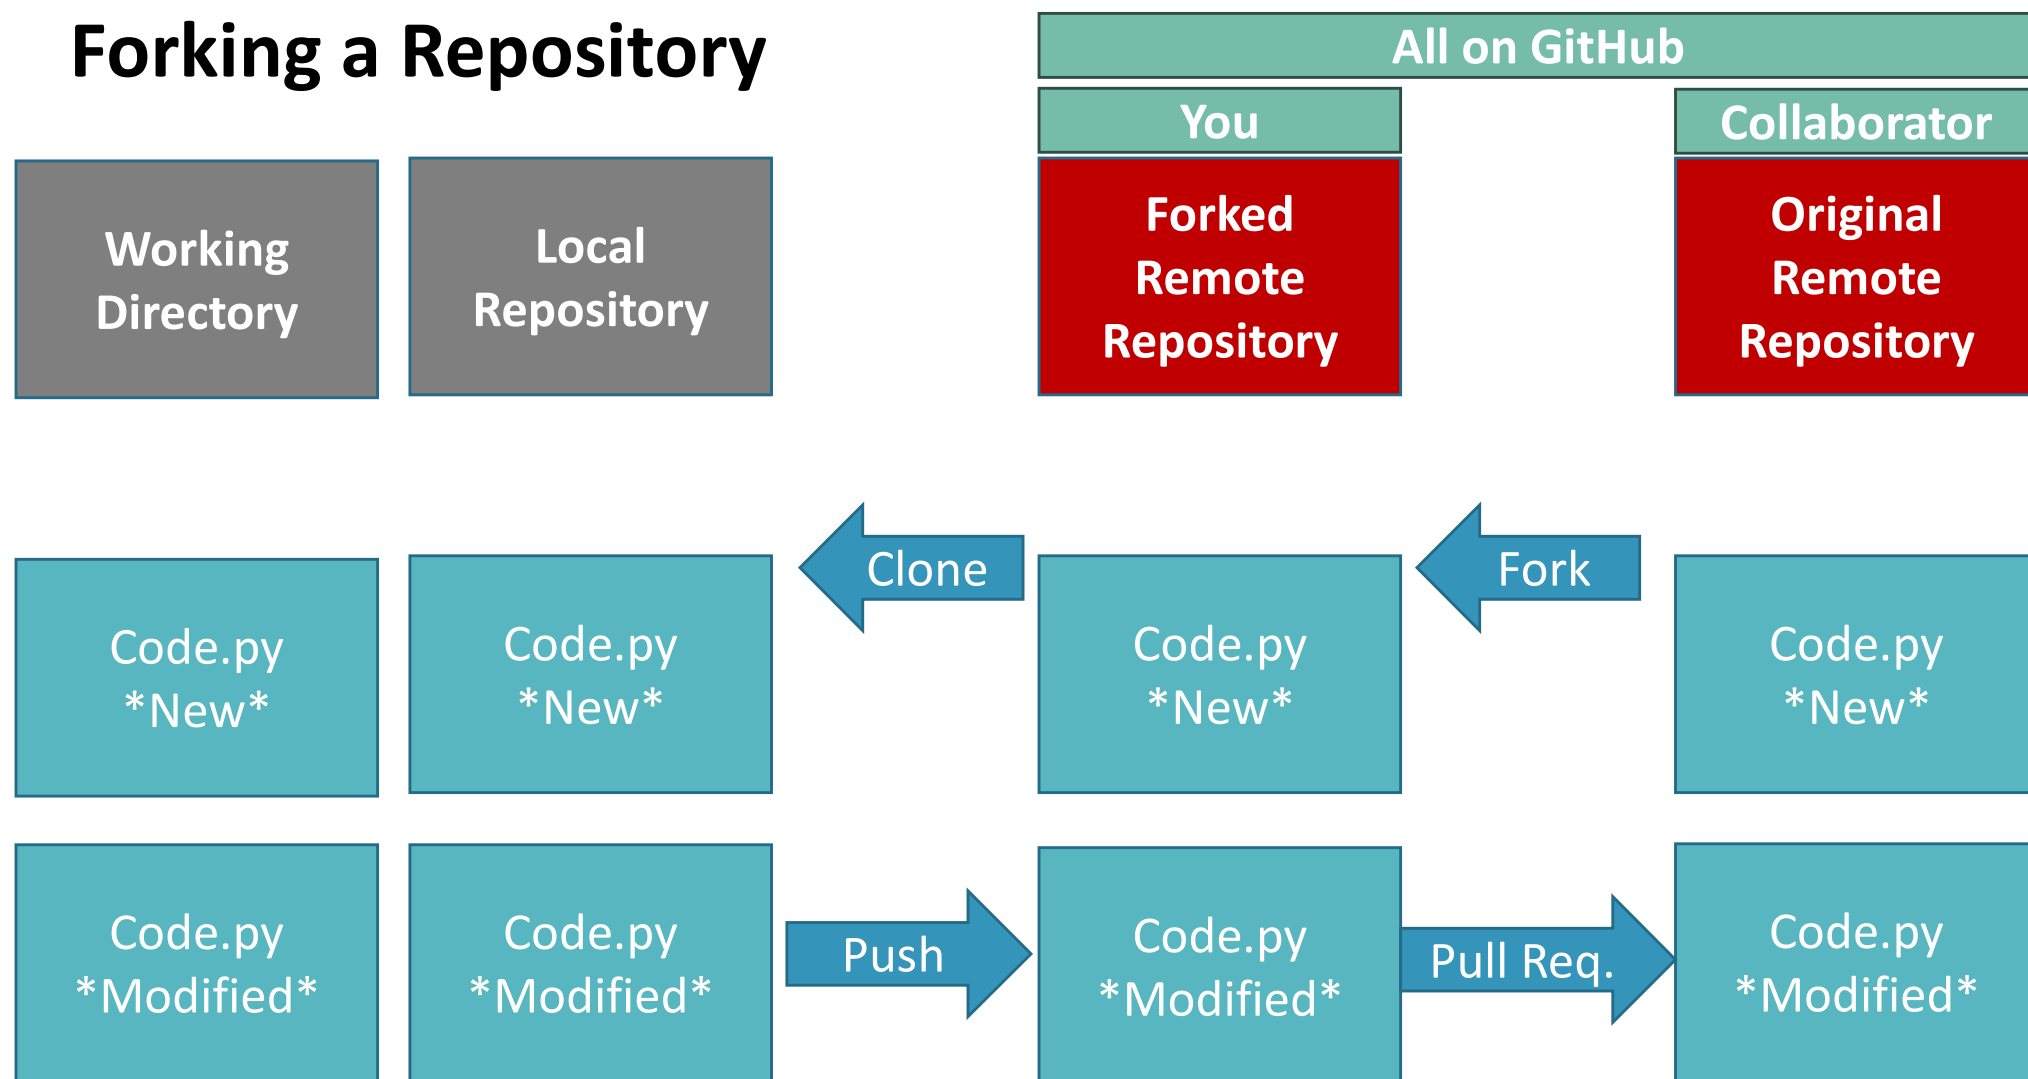 Forking a Repository
All on GitHub
You
Collaborator
Working
Directory
Local
Repository
Forked
Remote
Repository
Original
Remote
Repository
Clone
Fork
Code.py
*New*
Code.py
*New*
Code.py
*New*
Code.py
*New*
Code.py
*Modified*
Code.py
*Modified*
Push
Code.py
*Modified*
Pull Req.
Code.py
*Modified*